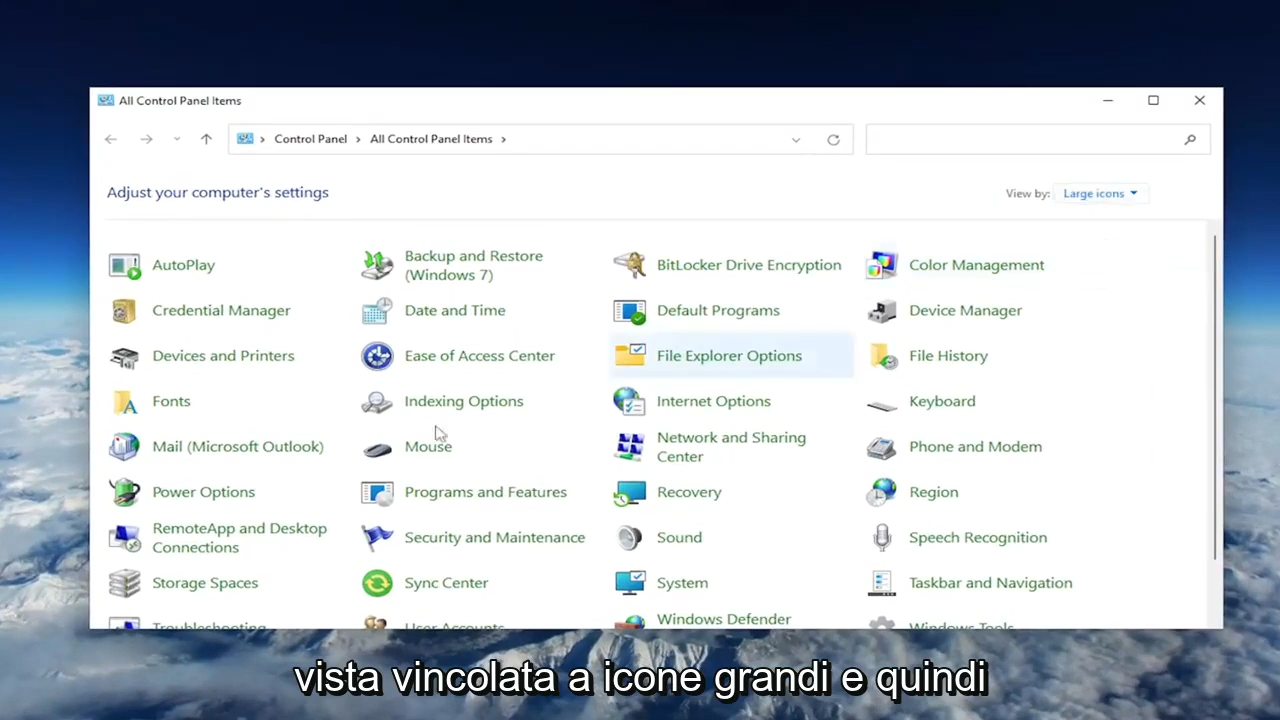 All Control Panel Items
Control Panel
All Control Panel Items
Adjust your computer's settings
View by:
Large icons
AutoPlay
Backup and Restore
(Windows 7)
BitLocker Drive Encryption
Color Management
Credential Manager
Date and Time
Default Programs
Device Manager
Devices and Printers
Ease of Access Center
File Explorer Options
File History
Fonts
Indexing Options
Internet Options
Keyboard
Mail (Microsoft Outlook)
Mouse
Network and Sharing
Center
Phone and Modem
Power Options
Programs and Features
Recovery
Region
RemoteApp and Desktop
Connections
Security and Maintenance
Sound
Speech Recognition
Storage Spaces
Sync Center
System
Taskbar and Navigation
Troubleshooting
User Accounts
Windows Defender
Windows Tools
vista vincolata a icone grandi e quindi